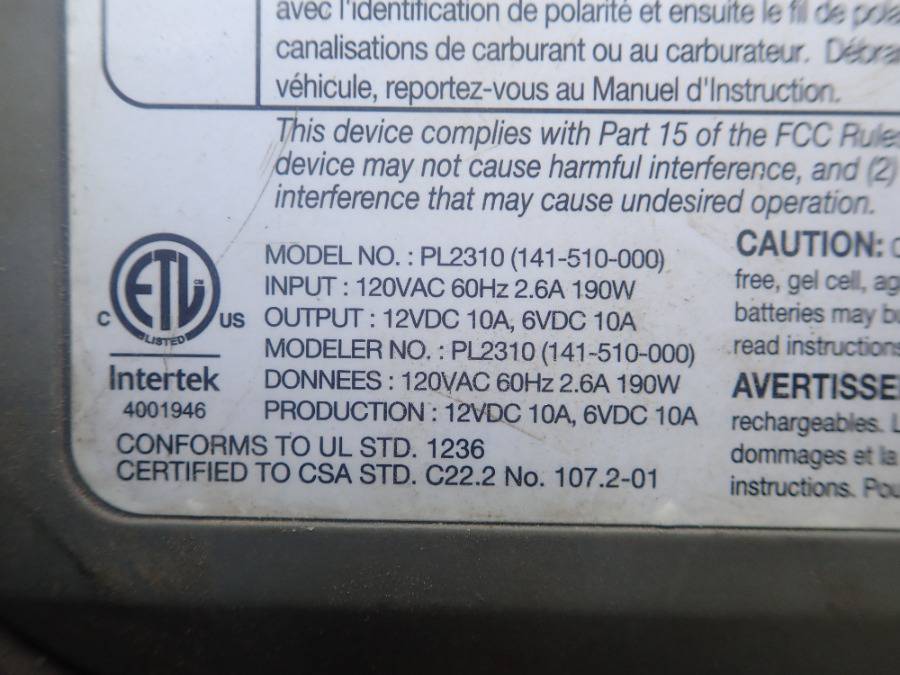 avec l'identification de polarité et ensuite le fil de
canalisations de carburant ou au carburateur.
véhicule, reportez-vous au Manuel d'Instruction.
This device complies with Part 15 of the FCC Rules
device may not cause harmful interference, and (2)
interference that may cause undesired operation.
ETL
CM
LISTED
C
US
Intertek
4001946
MODEL NO. : PL2310 (141-510-000)
INPUT : 120VAC 60Hz 2.6A 190W
OUTPUT : 12VDC 10A, 6VDC 10A
MODELER NO. : PL2310 (141-510-000)
DONNEES : 120VAC 60Hz 2.6A 190W
PRODUCTION : 12VDC 10A, 6VDC 10A
CONFORMS TO UL STD. 1236
CERTIFIED TO CSA STD. C22.2 No. 107.2-01
CAUTION:
free, gel cell,
batteries may
read instructions
AVERTISSE
rechargeables.
dommages et la
instructions.